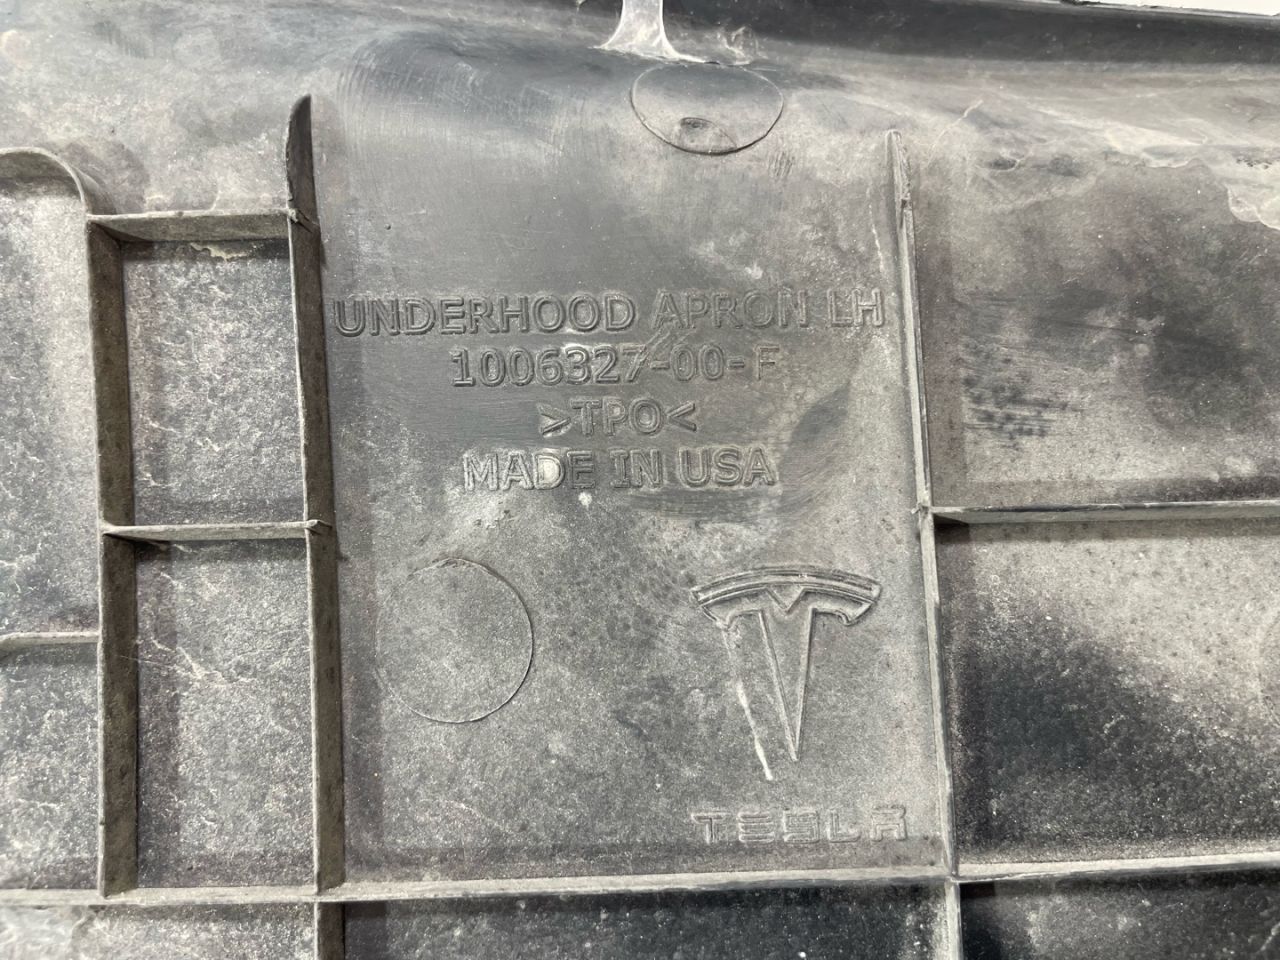 UNDERHOOD APRON LH
1006327-00-F
>TPO<
MADE IN USA
TESLA